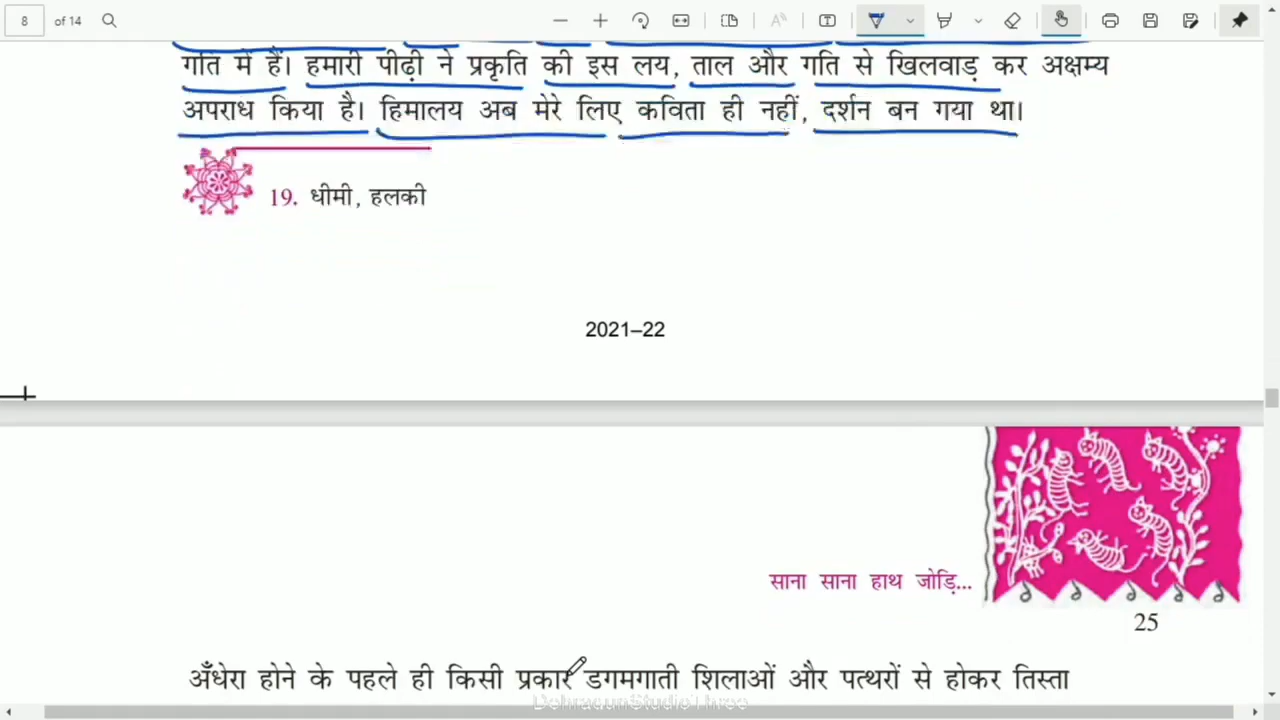 8 of 14
गति में हैं। हमारी पीढ़ी ने प्रकृति की इस लय, ताल और गति से खिलवाड़ कर अक्षम्य
अपराध किया है। हिमालय अब मेरे लिए कविता ही नहीं, दर्शन बन गया था।
19. धीमी, हलकी
2021–22
साना साना हाथ जोड़ि...
25
अँधेरा होने के पहले ही किसी प्रकार डगमगाती शिलाओं और पत्थरों से होकर तिस्ता
DehradunStudioThree